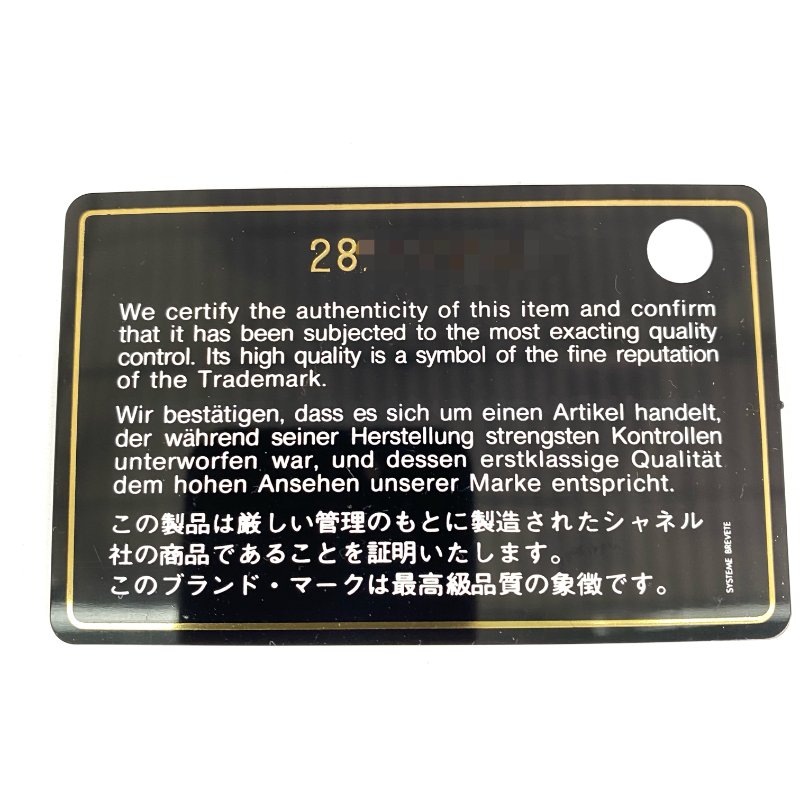 28
We certify the authenticity of this item and confirm
that it has been subjected to the most exacting quality
control. Its high quality is a symbol of the fine reputation
of the Trademark.
Wir bestätigen, dass es sich um einen Artikel handelt,
der während seiner Herstellung strengsten Kontrollen
unterworfen war, und dessen erstklassige Qualität
dem hohen Ansehen unserer Marke entspricht.
この製品は厳しい管理のもとに製造されたシャネル
社の商品であることを証明いたします。
このブランド・マークは最高級品質の象徴です。
SYSTEME BREVETE